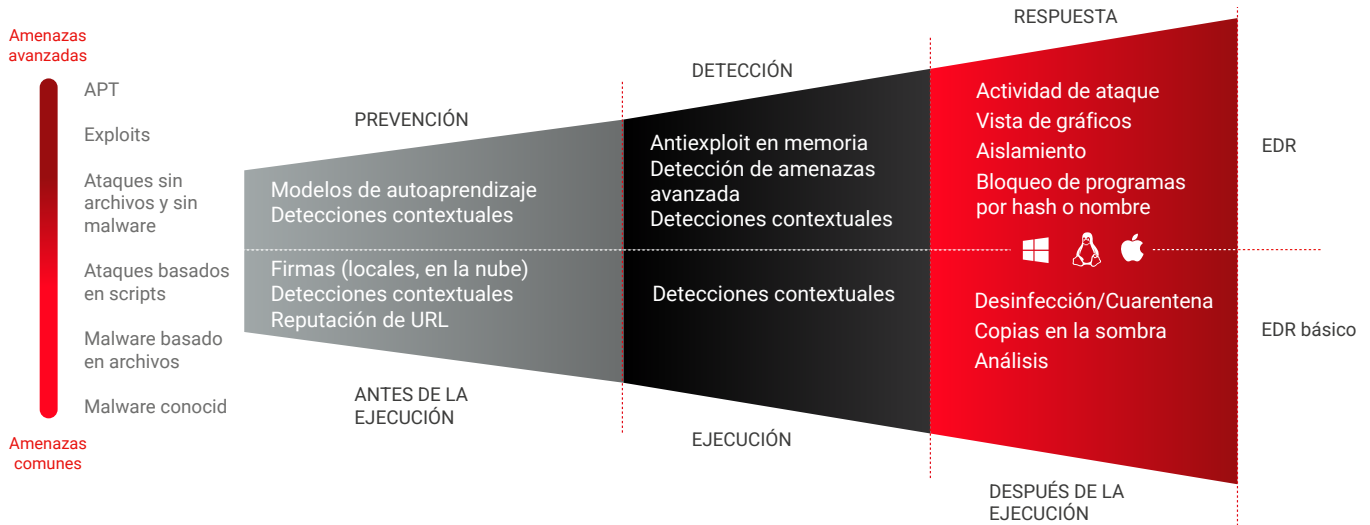 Amenazas
avanzadas
APT
Exploits
Ataques sin
archivos y sin
malware
Ataques basados
en scripts
Malware basado
en archivos
Malware conocid
Amenazas
comunes
PREVENCIÓN
Modelos de autoaprendizaje
Detecciones contextuales
Firmas (locales, en la nube)
Detecciones contextuales
Reputación de URL
ANTES DE LA
EJECUCIÓN
DETECCIÓN
Antiexploit en memoria
Detección de amenazas
avanzada
Detecciones contextuales
Detecciones contextuales
EJECUCIÓN
RESPUESTA
Actividad de ataque
Vista de gráficos
Aislamiento
Bloqueo de programas
por hash o nombre
Desinfección/Cuarentena
Copias en la sombra
Análisis
DESPUÉS DE LA
EJECUCIÓN
EDR
EDR básico